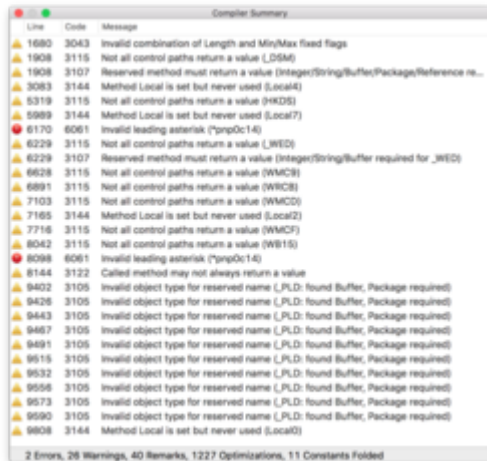 Compiler Summary
Line Code Message
1680 3043 Invalid combination of Length and Min/Max fixed flags
1908 3115 Not all control paths return a value (_DSM)
1908 3107 Reserved method must return a value (Integer/String/Buffer/Package/Reference re...
3083 3144 Method Local is set but never used (Local4)
5319 3115 Not all control paths return a value (HKDS)
5989 3144 Method Local is set but never used (Local7)
6170 6061 Invalid leading asterisk (*pnp0c14)
6229 3115 Not all control paths return a value (_WED)
6229 3107 Reserved method must return a value (Integer/String/Buffer required for _WED)
6628 3115 Not all control paths return a value (WMC9)
6891 3115 Not all control paths return a value (WRCB)
7103 3115 Not all control paths return a value (WMCD)
7165 3144 Method Local is set but never used (Local2)
7716 3115 Not all control paths return a value (WMCF)
8042 3115 Not all control paths return a value (WB15)
8098 6061 Invalid leading asterisk (*pnp0c14)
8144 3122 Called method may not always return a value
9402 3105 Invalid object type for reserved name (_PLD: found Buffer, Package required)
9426 3105 Invalid object type for reserved name (_PLD: found Buffer, Package required)
9443 3105 Invalid object type for reserved name (_PLD: found Buffer, Package required)
9467 3105 Invalid object type for reserved name (_PLD: found Buffer, Package required)
9491 3105 Invalid object type for reserved name (_PLD: found Buffer, Package required)
9515 3105 Invalid object type for reserved name (_PLD: found Buffer, Package required)
9532 3105 Invalid object type for reserved name (_PLD: found Buffer, Package required)
9556 3105 Invalid object type for reserved name (_PLD: found Buffer, Package required)
9573 3105 Invalid object type for reserved name (_PLD: found Buffer, Package required)
9590 3105 Invalid object type for reserved name (_PLD: found Buffer, Package required)
9808 3144 Method Local is set but never used (Local0)
2 Errors, 26 Warnings, 40 Remarks, 1227 Optimizations, 11 Constants Folded